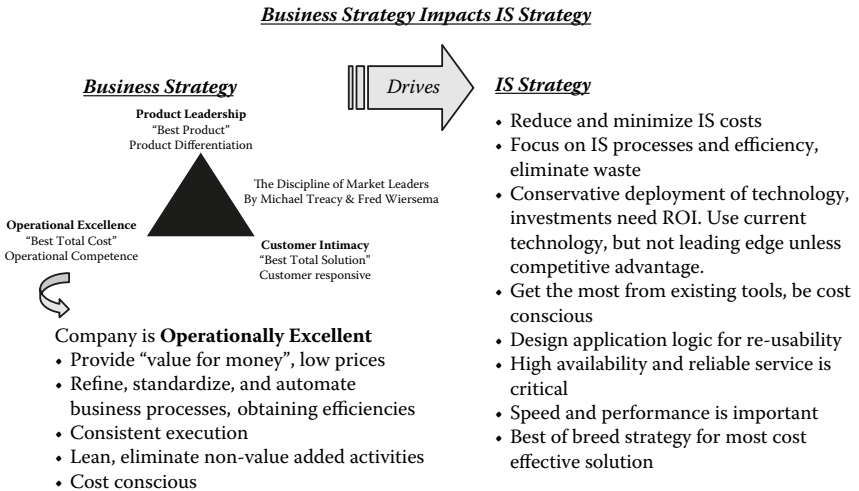 Business Strategy Impacts IS Strategy
Business Strategy
Product Leadership
“Best Product”
Product Differentiation
The Discipline of Market Leaders
By Michael Treacy & Fred Wiersema
Operational Excellence
“Best Total Cost”
Operational Competence
Customer Intimacy
“Best Total Solution”
Customer responsive
Company is Operationally Excellent
• Provide “value for money”, low prices
• Refine, standardize, and automate
business processes, obtaining efficiencies
• Consistent execution
• Lean, eliminate non-value added activities
• Cost conscious
Drives
IS Strategy
• Reduce and minimize IS costs
• Focus on IS processes and efficiency,
eliminate waste
• Conservative deployment of technology,
investments need ROI. Use current
technology, but not leading edge unless
competitive advantage.
• Get the most from existing tools, be cost
conscious
• Design application logic for re-usability
• High availability and reliable service is
critical
• Speed and performance is important
• Best of breed strategy for most cost
effective solution